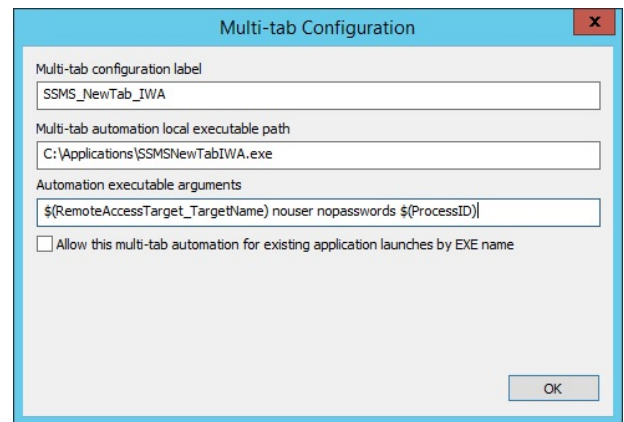 Multi-tab Configuration
x
Multi-tab configuration label
SSMS_NewTab_IWA
Multi-tab automation local executable path
C:\Applications\SSMSNewTabIWA.exe
Automation executable arguments
$(RemoteAccessTarget_TargetName) nouser nopasswords $(ProcessID)
Allow this multi-tab automation for existing application launches by EXE name
OK